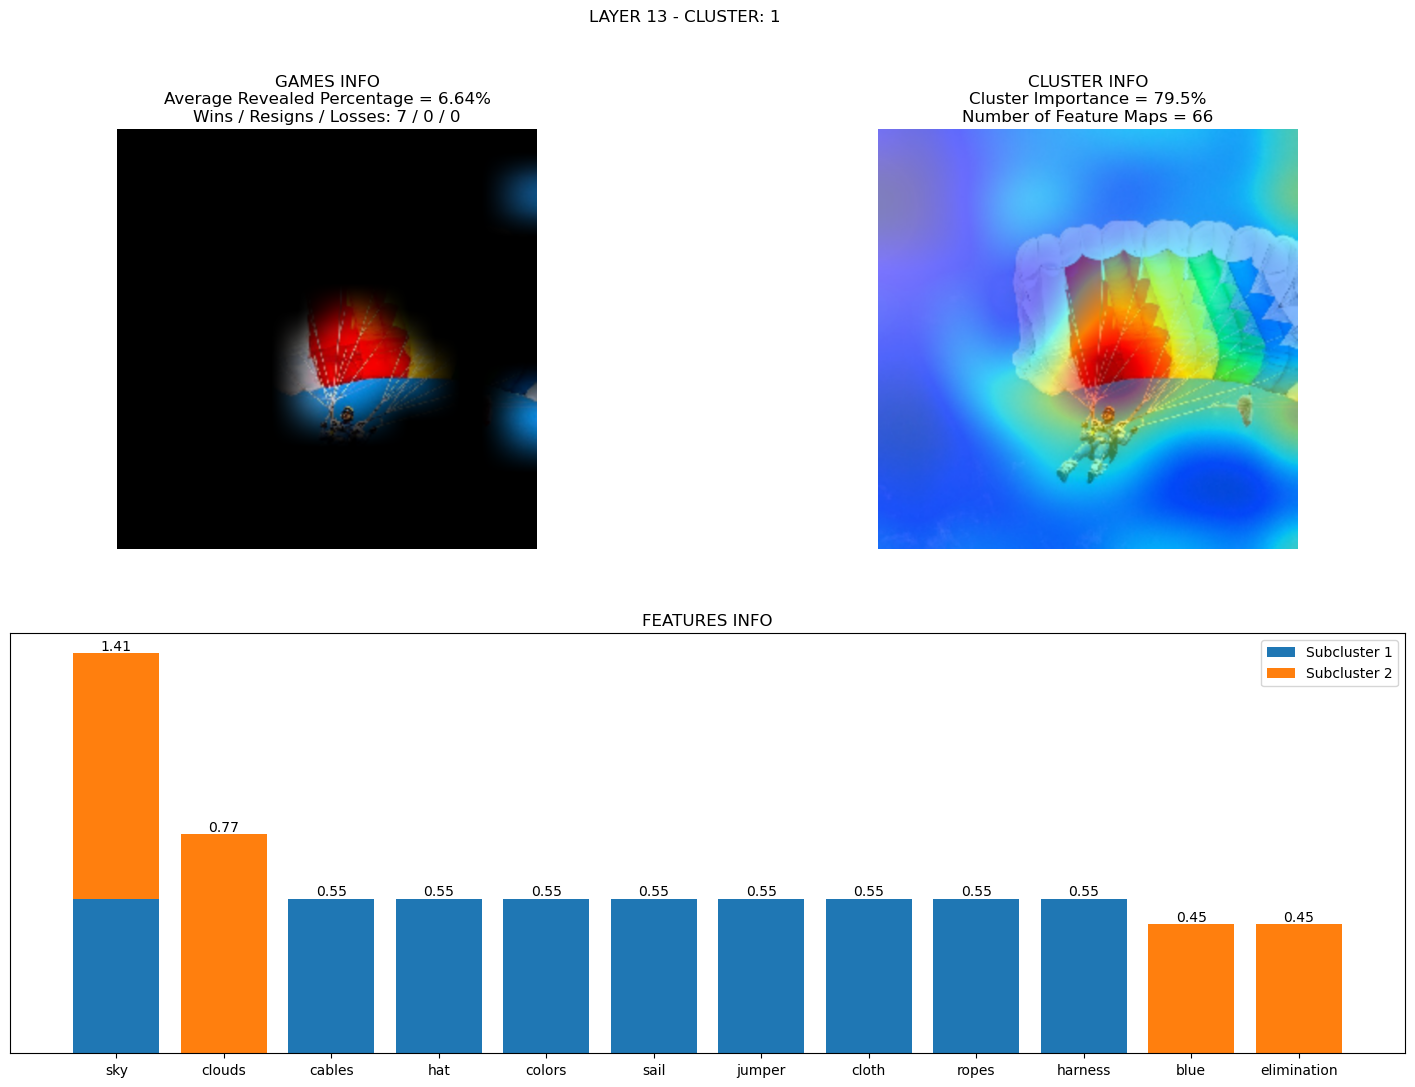 LAYER 13 - CLUSTER: 1
GAMES INFO
Average Revealed Percentage = 6.64%
Wins / Resigns / Losses: 7 / 0 / 0
CLUSTER INFO
Cluster Importance = 79.5%
Number of Feature Maps = 66
FEATURES INFO
Subcluster 1
Subcluster 2
1.41
0.77
0.55
0.55
0.55
0.55
0.55
0.55
0.55
0.55
0.45
0.45
sky
clouds
cables
hat
colors
sail
jumper
cloth
ropes
harness
blue
elimination